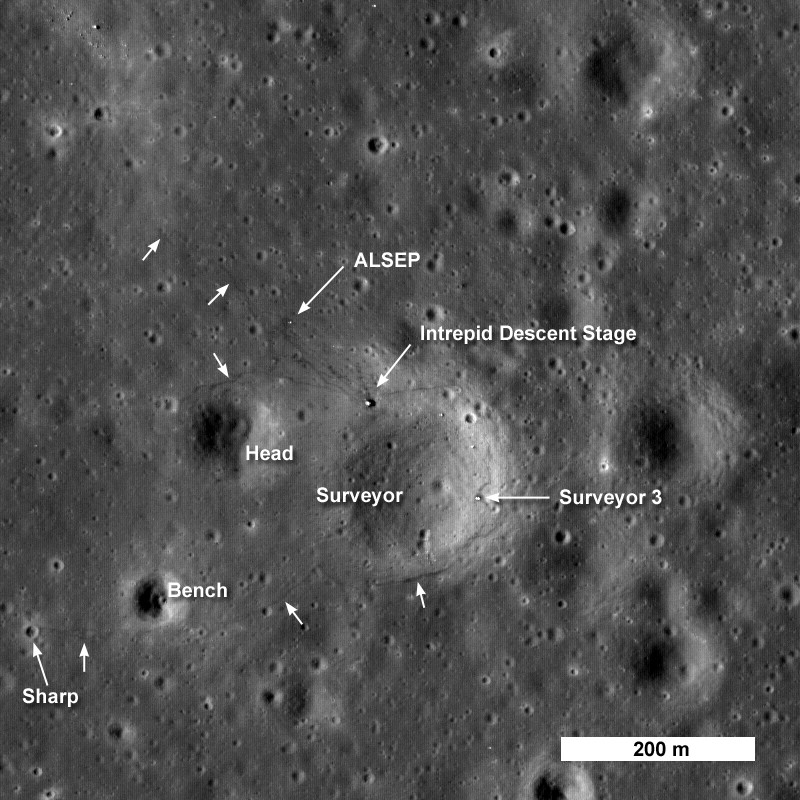 ALSEP
Intrepid Descent Stage
Head
Surveyor
Surveyor 3
Bench
Sharp
200 m